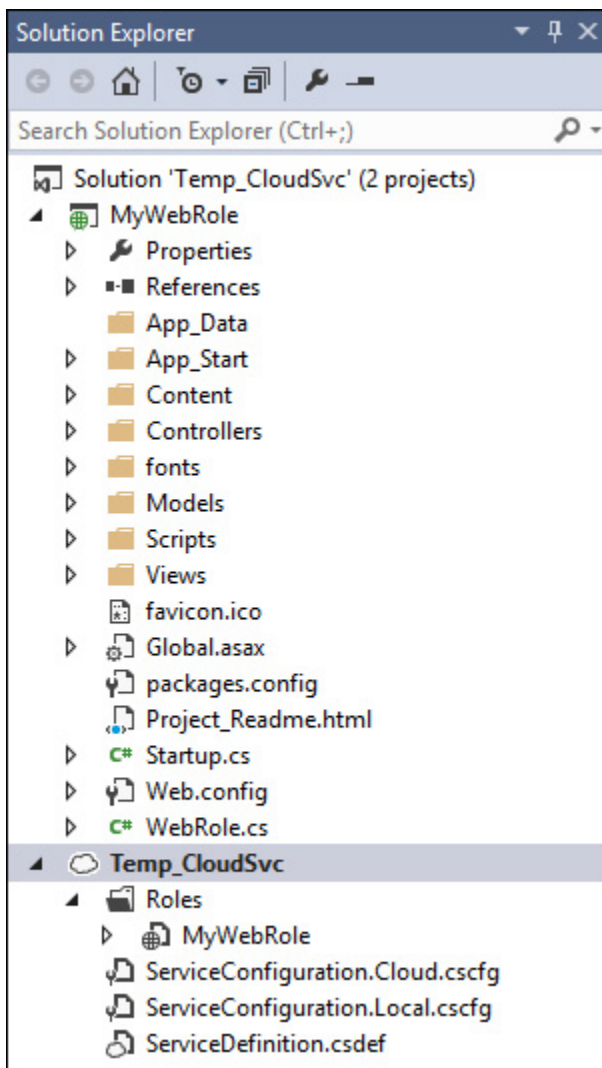 Solution Explorer
Search Solution Explorer (Ctrl+;)
Solution 'Temp_CloudSvc' (2 projects)
MyWebRole
Properties
References
App_Data
App_Start
Content
Controllers
fonts
Models
Scripts
Views
favicon.ico
Global.asax
packages.config
Project_Readme.html
C# Startup.cs
Web.config
C# WebRole.cs
Temp_CloudSvc
Roles
MyWebRole
ServiceConfiguration.Cloud.cscfg
ServiceConfiguration.Local.cscfg
ServiceDefinition.csdef